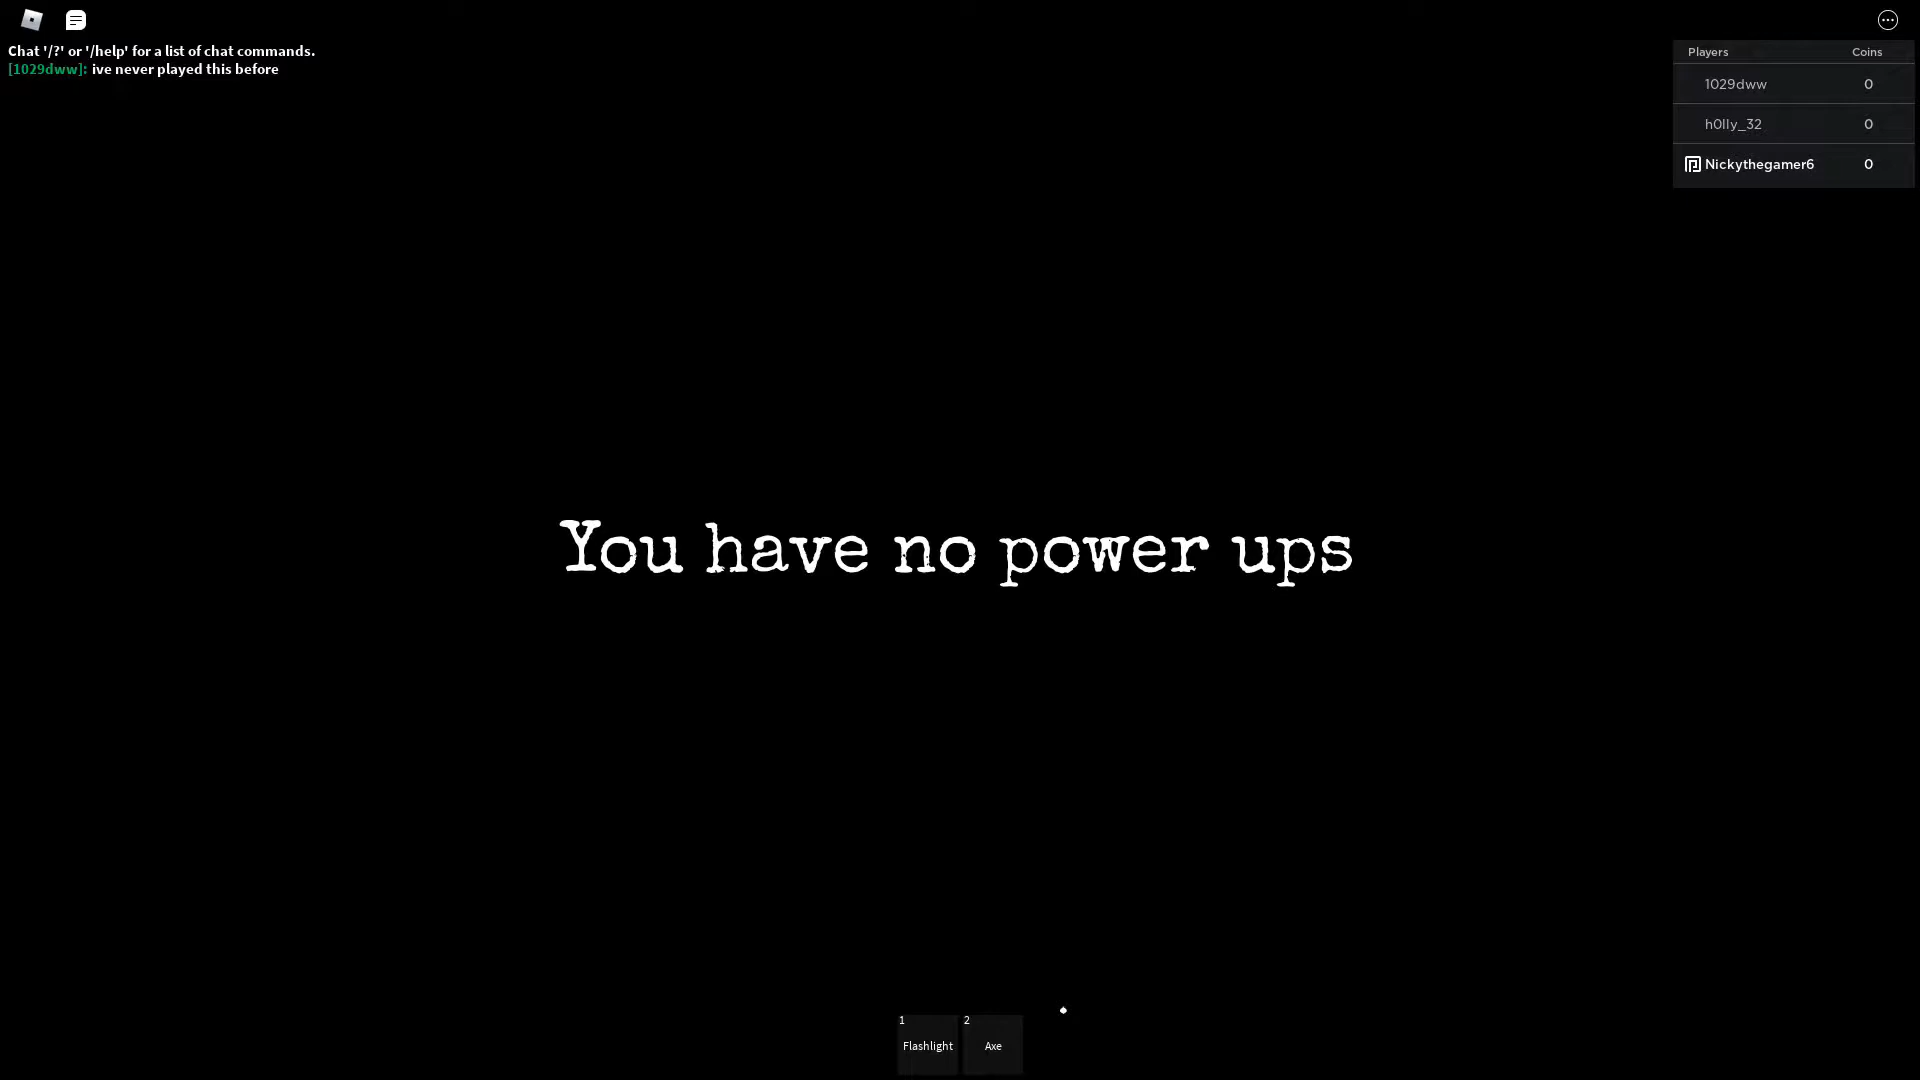 Chat '/?' or '/help' for a list of chat commands.
[1029dww]: ive never played this before
Players Coins
1029dww 0
h0lly_32 0
Nickythegamer6 0
You have no power ups
1 2
Flashlight Axe